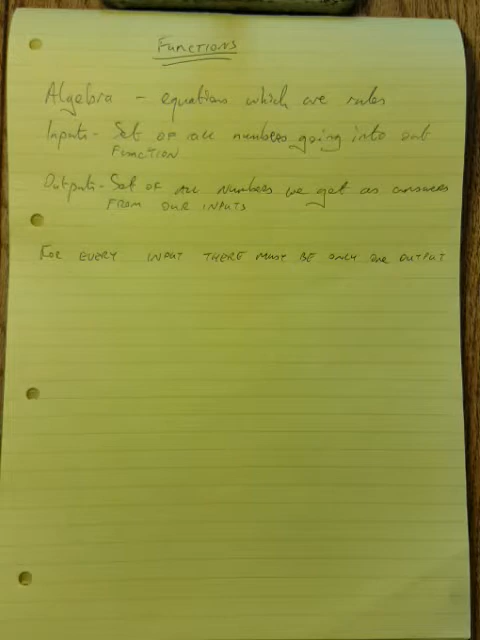 FUNCTIONS
Algebra - equations which are rules
Inputs - Set of all numbers going into our
FUNCTION
Outputs - Set of all numbers we get as answers
FROM OUR INPUTS
FOR EVERY INPUT THERE MUST BE ONLY ONE OUTPUT